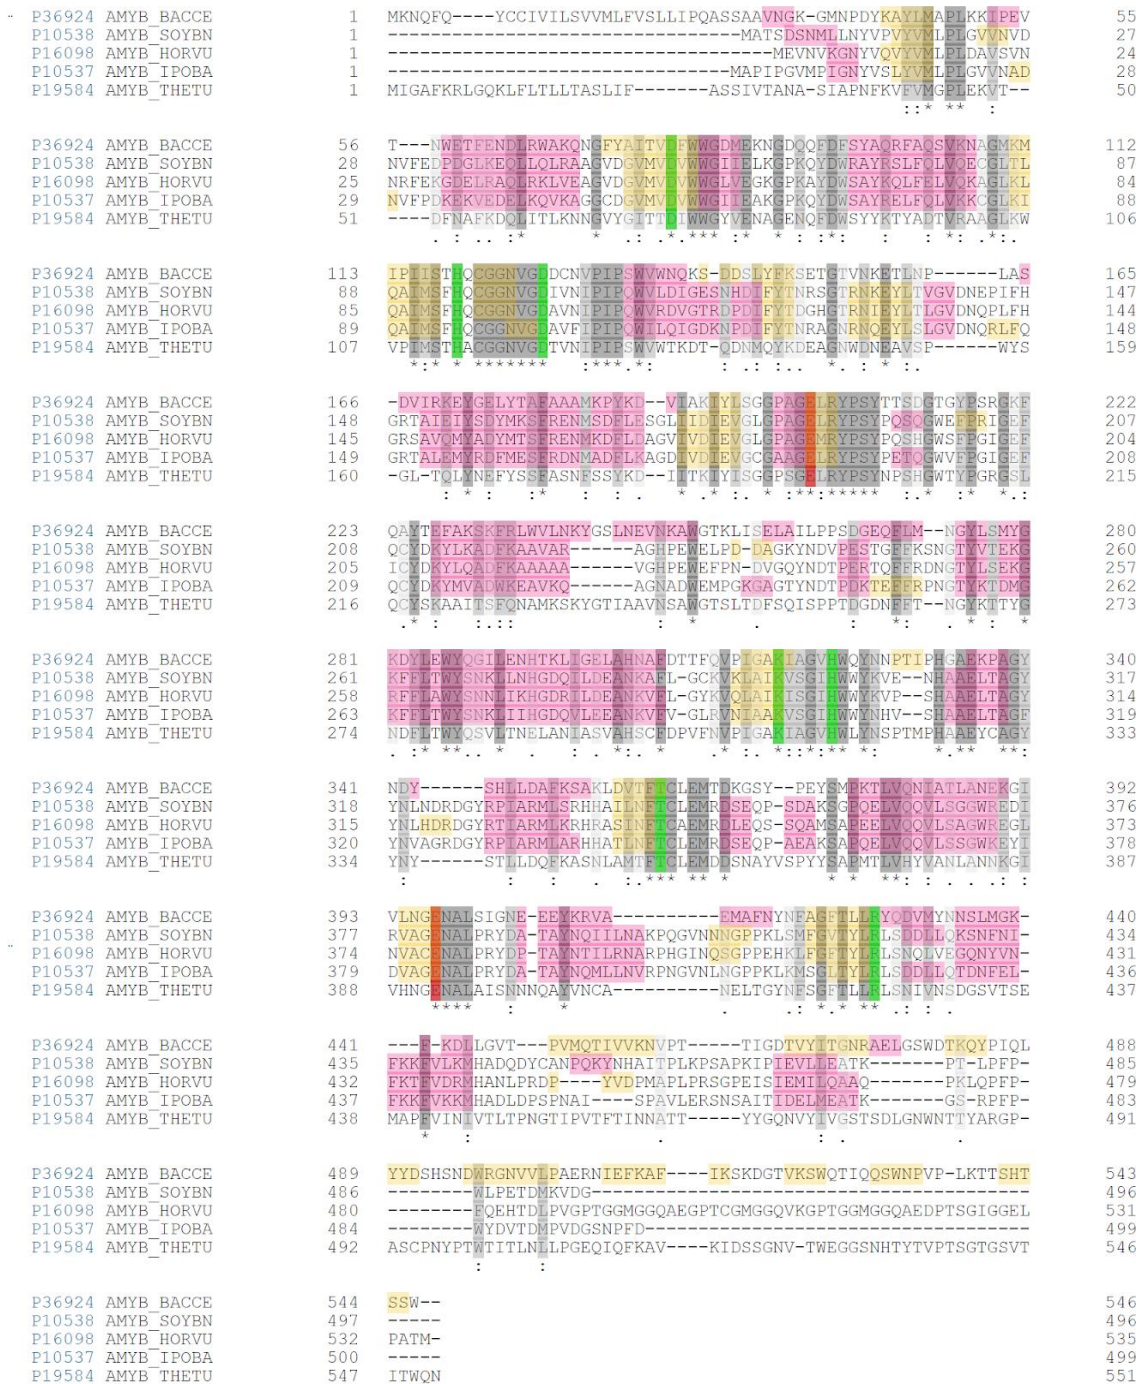 P36924 AMYB_BACCE 1 MKNQFQ----YCCIVILSVVMLFVSLLIPQASSAAVNGK-GMNPDYKAYLMAPLKKIPEV 55
P10538 AMYB_SOYBN 1 --------------------------------MATSDSNMLLNYVPVYVMLPLGVVNVD 27
P16098 AMYB_HORVU 1 -----------------------------------MEVNVKGNYVQVYVMLPLDAVSVN 24
P10537 AMYB_IPOBA 1 --------------------------------MAPIPGVMPIGNYVSLYVMLPLGVVNAD 28
P19584 AMYB_THETU 1 MIGAFKRLGQKLFLTLLTASLIF------ASSIVTANA-SIAPNFKVFVMGPLEKVT-- 50
::* ** :
P36924 AMYB_BACCE 56 T---NWETFENDLRWAKQNGFYAITVDFWWGDMEKNGDQQFDFSYAQRFAQSVKNAGMKM 112
P10538 AMYB_SOYBN 28 NVFEDPDGLKEQLLQLRAAGVDGVMVDVWWGIIELKGPKQYDWRAYRSLFQLVQECGLTL 87
P16098 AMYB_HORVU 25 NRFEKGDELRAQLRKLVEAGVDGVMVDVWWGLVEGKGPKAYDWSAYKQLFELVQKAGLKL 84
P10537 AMYB_IPOBA 29 NVFPDKEKVEDELKQVKAGGCDGVMVDVWWGIIEAKGPKQYDWSAYRELFQLVKKCGLKI 88
P19584 AMYB_THETU 51 ----DFNAFKDQLITLKNNGVYGITTDIWWGYVENAGENQFDWSYYKTYADTVRAAGLKW 106
. : .. :* * .: .* *** :* * : :*: * : : * .*:.
P36924 AMYB_BACCE 113 IPIISTHQCGGNVGDDCNVPIPSWVWNQKS-DDSLYFKSETGTVNKETLNP------LAS 165
P10538 AMYB_SOYBN 88 QAIMSFHQCGGNVGDIVNIPIPQWVLDIGESNHDIFYTNRSGTRNKEYLTVGVDNEPIFH 147
P16098 AMYB_HORVU 85 QAIMSFHQCGGNVGDAVNIPIPQWVRDVGTRDPDIFYTDGHGTRNIEYLTLGVDNQPLFH 144
P10537 AMYB_IPOBA 89 QAIMSFHQCGGNVGDAVFIPIPQWILQIGDKNPDIFYTNRAGNRNQEYLSLGVDNQRLFQ 148
P19584 AMYB_THETU 107 VPIMSTHACGGNVGDTVNIPIPSWVWTKDT-QDNMQYKDEAGNWDNEAVSP------WYS 159
*:* * ******* :***.*: : .: :.. *. : * :.
P36924 AMYB_BACCE 166 -DVIRKEYGELYTAFAAAMKPYKD--VIAKIYLSGGPAGELRYPSYTTSDGTGYPSRGKF 222
P10538 AMYB_SOYBN 148 GRTAIEIYSDYMKSFRENMSDFLESGLIIDIEVGLGPAGELRYPSYPQSQGWEFPRIGEF 207
P16098 AMYB_HORVU 145 GRSAVQMYADYMTSFRENMKDFLDAGVIVDIEVGLGPAGEMRYPSYPQSHGWSFPGIGEF 204
P10537 AMYB_IPOBA 149 GRTALEMYRDFMESFRDNMADFLKAGDIVDIEVGCGAAGELRYPSYPETQGWVFPGIGEF 208
P19584 AMYB_THETU 160 -GL-TQLYNEFYSSFASNFSSYKD--IITKIYISGGPSGELRYPSYNPSHGWTYPGRGSL 215
: * : :* : : . * .* :. * :**:***** :.* :* *.:
P36924 AMYB_BACCE 223 QAYTEFAKSKFRLWVLNKYGSLNEVNKAWGTKLISELAILPPSDGEQFLM--NGYLSMYG 280
P10538 AMYB_SOYBN 208 QCYDKYLKADFKAAVAR------AGHPEWELPD-DAGKYNDVPESTGFFKSNGTYVTEKG 260
P16098 AMYB_HORVU 205 ICYDKYLQADFKAAAAA------VGHPEWEFPN-DVGQYNDTPERTQFFRDNGTYLSEKG 257
P10537 AMYB_IPOBA 209 QCYDKYMVADWKEAVKQ------AGNADWEMPGKGAGTYNDTPDKTEFFRPNGTYKTDMG 262
P19584 AMYB_THETU 216 QCYSKAAITSFQNAMKSKYGTIAAVNSAWGTSLTDFSQISPPTDGDNFFT--NGYKTTYG 273
.* : .:: : * . : *: . * : *
P36924 AMYB_BACCE 281 KDYLEWYQGILENHTKLIGELAHNAFDTTFQVPIGAKIAGVHWQYNNPTIPHGAEKPAGY 340
P10538 AMYB_SOYBN 261 KFFLTWYSNKLLNHGDQILDEANKAFL-GCKVKLAIKVSGIHWWYKVE--NHAAELTAGY 317
P16098 AMYB_HORVU 258 RFFLAWYSNNLIKHGDRILDEANKVFL-GYKVQLAIKISGIHWWYKVP--SHAAELTAGY 314
P10537 AMYB_IPOBA 263 KFFLTWYSNKLIIHGDQVLEEANKVFV-GLRVNIAAKVSGIHWWYNHV--SHAAELTAGF 319
P19584 AMYB_THETU 274 NDFLTWYQSVLTNELANIASVAHSCFDPVFNVPIGAKIAGVHWLYNSPTMPHAAEYCAGY 333
. :* **.. * : . *:. * .* :. *::*:** *: *.** **:
P36924 AMYB_BACCE 341 NDY------SHLLDAFKSAKLDVTFTCLEMTDKGSY--PEYSMPKTLVQNIATLANEKGI 392
P10538 AMYB_SOYBN 318 YNLNDRDGYRPIARMLSRHHAILNFTCLEMRDSEQP--SDAKSGPQELVQQVLSGGWREDI 376
P16098 AMYB_HORVU 315 YNLHDRDGYRTIARMLKRHRASINFTCAEMRDLEQS--SQAMSAPEELVQQVLSAGWREGL 373
P10537 AMYB_IPOBA 320 YNVAGRDGYRPIARMLARHHATLNFTCLEMRDSEQP-AEAKSAPQELVQQVLSSGWKEYI 378
P19584 AMYB_THETU 334 YNY------STLLDQFKASNLAMTFTCLEMDDSNAYVSPYYSAPMTLVHYVANLANNKGI 387
: : : . :.*** ** * * **: : . .: :
P36924 AMYB_BACCE 393 VLNGENALSIGNE-EEYKRVA-----------EMAFNYNFAGFTLLRYQDVMYNNSLMGK- 440
P10538 AMYB_SOYBN 377 RVAGENALPRYDA-TAYNQIILNAKPQGVNNNGPPKLSMFGVTYLRLSDDLLQKSNFNI- 434
P16098 AMYB_HORVU 374 NVACENALPRYDP-TAYNTILRNARPHGINQSGPPEHKLFGFTYLRLSNQLVEGQNYVN- 431
P10537 AMYB_IPOBA 379 DVAGENALPRYDA-TAYNQMLLNVRPNGVNLNGPPKLKMSGLTYLRLSDDLLQTDNFEL- 436
P19584 AMYB_THETU 388 VHNGENALAISNNNQAYVNCA----------NELTGYNFSGFTLLRLSNIVNSDGSVTSE 437
**** : * . .*.* ** .: : .
P36924 AMYB_BACCE 441 ---F-KDLLGVT---PVMQTIVVKNVPT-----TIGDTVYITGNRAELGSWDTKQYPIQL 488
P10538 AMYB_SOYBN 435 FKKFVLKMHADQDYCANPQKYNHAITPLKPSAPKIPIEVLLEATK------PT-LPFP- 485
P16098 AMYB_HORVU 432 FKTFVDRMHANLPRDP----YVDPMAPLPRSGPEISIEMILQAAQ------PKLQPFP- 479
P10537 AMYB_IPOBA 437 FKKFVKKMHADLDPSPNAI---SPAVLERSNSAITIDELMEATK------GS-RPFP- 483
P19584 AMYB_THETU 438 MAPFVINIVTLTPNGTIPVTFTINNATT-----YYGQNVYIVGSTSDLGNWNTTYARGP- 491
* : . : . .
P36924 AMYB_BACCE 489 YYDSHSNDWRGNVVLPAERNIEFKAF----IKSKDGTVKSWQTIQQSWNPVP-LKTTSHT 543
P10538 AMYB_SOYBN 486 --------WLPETDMKVDG----------------------------------------- 496
P16098 AMYB_HORVU 480 --------FQEHTDLPVGPTGGMGGQAEGPTCGMGGQVKGPTGGMGGQAEDPTSGIGGEL 531
P10537 AMYB_IPOBA 484 --------WYDVTDMPVDGSNPFD------------------------------------ 499
P19584 AMYB_THETU 492 ASCPNYPTWTITLNLLPGEQIQFKAV----KIDSSGNV-TWEGGSNHTYTVPTSGTGSVT 546
: :
P36924 AMYB_BACCE 544 SSW-- 546
P10538 AMYB_SOYBN 497 ----- 496
P16098 AMYB_HORVU 532 PATM- 535
P10537 AMYB_IPOBA 500 ----- 499
P19584 AMYB_THETU 547 ITWQN 551